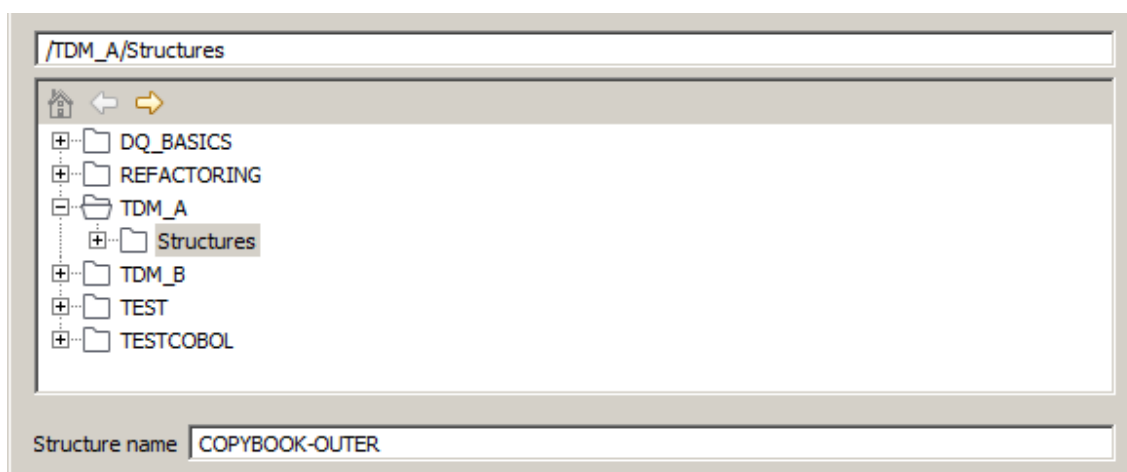 /TDM_A/Structures
DQ_BASICS
REFACTORING
TDM_A
Structures
TDM_B
TEST
TESTCOBOL
Structure name COPYBOOK-OUTER